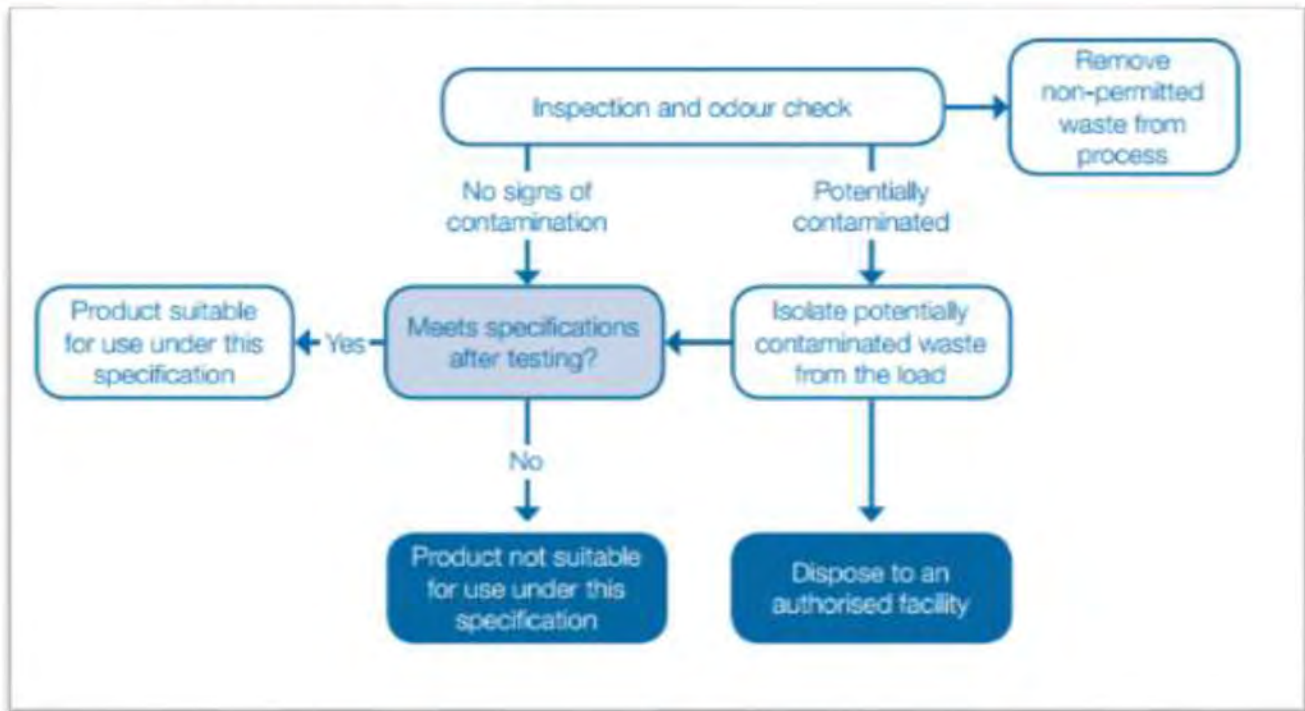 Inspection and odour check
Remove
non-permitted
waste from
process
No signs of
contamination
Potentially
contaminated
Product suitable
for use under this
specification
Yes
Meets specifications
after testing?
Isolate potentially
contaminated waste
from the load
No
Product not suitable
for use under this
specification
Dispose to an
authorised facility